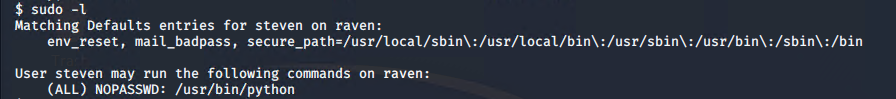 $ sudo -l
Matching Defaults entries for steven on raven:
    env_reset, mail_badpass, secure_path=/usr/local/sbin\:/usr/local/bin\:/usr/sbin\:/usr/bin\:/sbin\:/bin

User steven may run the following commands on raven:
    (ALL) NOPASSWD: /usr/bin/python